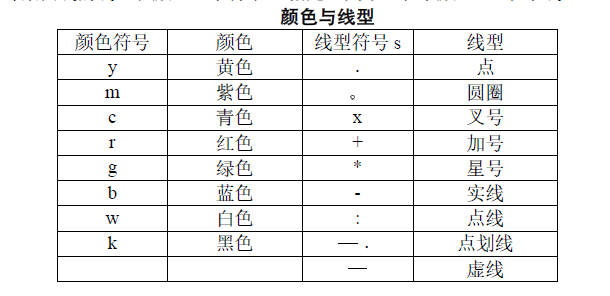 颜色与线型
颜色符号 颜色 线型符号 s 线型
y 黄色 . 点
m 紫色 。 圆圈
c 青色 x 叉号
r 红色 + 加号
g 绿色 * 星号
b 蓝色 - 实线
w 白色 : 点线
k 黑色 — . 点划线
— 虚线